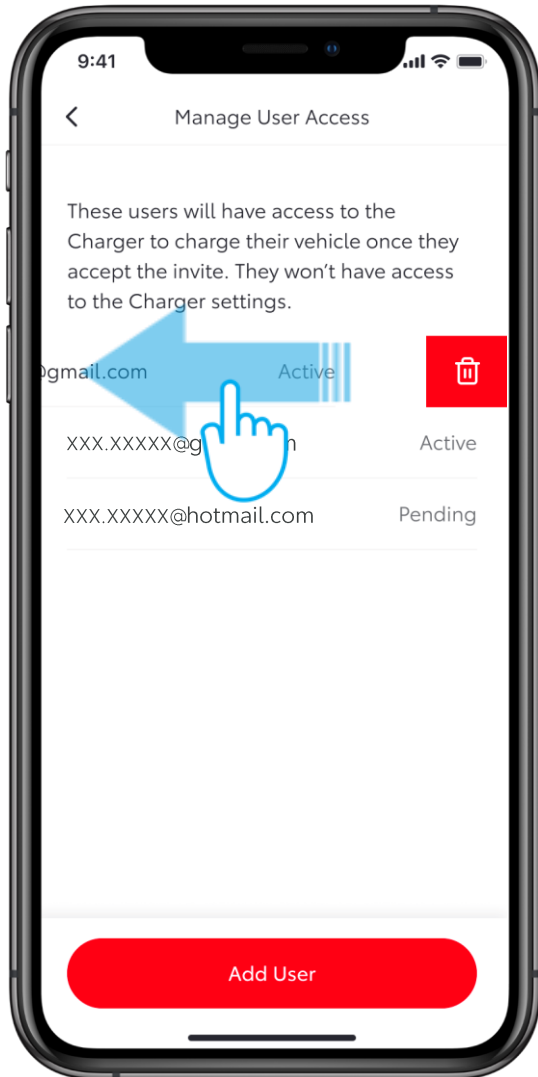 9:41
Manage User Access
These users will have access to the
Charger to charge their vehicle once they
accept the invite. They won't have access
to the Charger settings.
@gmail.com Active
XXX.XXXXX@g Active
XXX.XXXXX@hotmail.com Pending
Add User